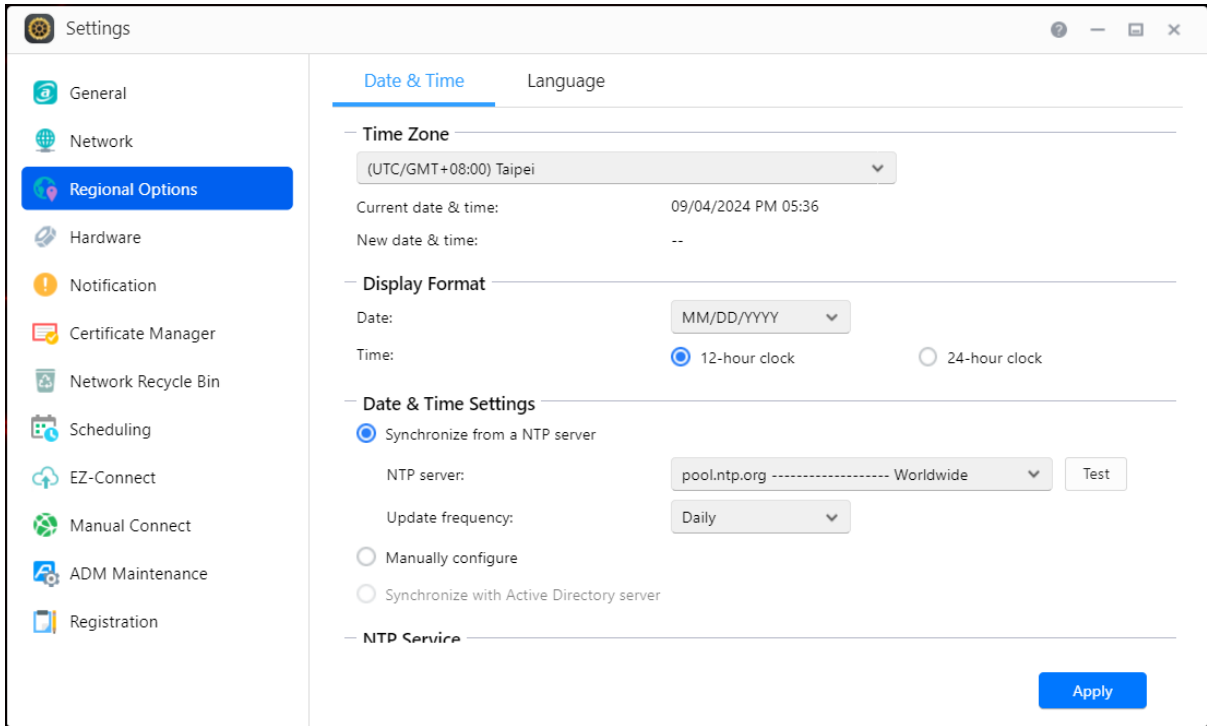 Settings
General
Network
Regional Options
Hardware
Notification
Certificate Manager
Network Recycle Bin
Scheduling
EZ-Connect
Manual Connect
ADM Maintenance
Registration
Date & Time Language
Time Zone
(UTC/GMT+08:00) Taipei
Current date & time: 09/04/2024 PM 05:36
New date & time: --
Display Format
Date: MM/DD/YYYY
Time: 12-hour clock 24-hour clock
Date & Time Settings
Synchronize from a NTP server
NTP server: pool.ntp.org ------------------- Worldwide Test
Update frequency: Daily
Manually configure
Synchronize with Active Directory server
NTP Service
Apply